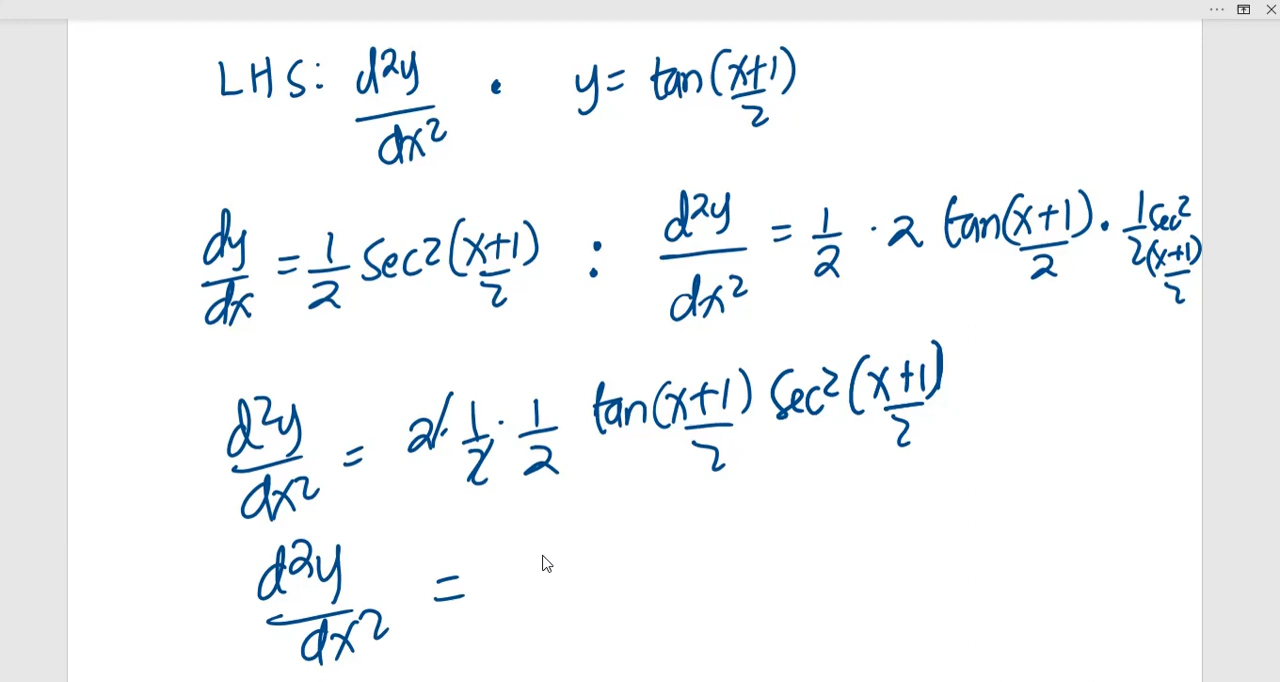 LHS: d²y/dx² . y = tan((x+1)/2)
dy/dx = 1/2 sec²((x+1)/2) : d²y/dx² = 1/2 · 2 tan((x+1)/2) · 1/2 sec²((x+1)/2)
d²y/dx² = 2 · 1/2 · 1/2 tan((x+1)/2) sec²((x+1)/2)
d²y/dx² =